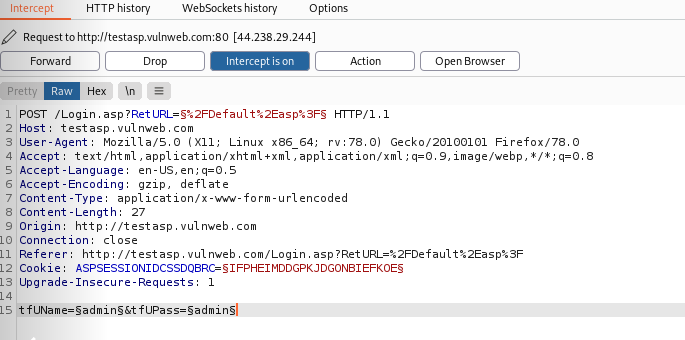 Intercept HTTP history WebSockets history Options
Request to http://testasp.vulnweb.com:80 [44.238.29.244]
Forward Drop Intercept is on Action Open Browser
Pretty Raw Hex \n
1 POST /Login.asp?RetURL=§%2FDefault%2Easp%3F§ HTTP/1.1
2 Host: testasp.vulnweb.com
3 User-Agent: Mozilla/5.0 (X11; Linux x86_64; rv:78.0) Gecko/20100101 Firefox/78.0
4 Accept: text/html,application/xhtml+xml,application/xml;q=0.9,image/webp,*/*;q=0.8
5 Accept-Language: en-US,en;q=0.5
6 Accept-Encoding: gzip, deflate
7 Content-Type: application/x-www-form-urlencoded
8 Content-Length: 27
9 Origin: http://testasp.vulnweb.com
10 Connection: close
11 Referer: http://testasp.vulnweb.com/Login.asp?RetURL=%2FDefault%2Easp%3F
12 Cookie: ASPSESSIONIDCSSDQBRC=§IFPHEIMDDGPKJDGONBIEFKOE§
13 Upgrade-Insecure-Requests: 1
14
15 tfUName=§admin§&tfUPass=§admin§